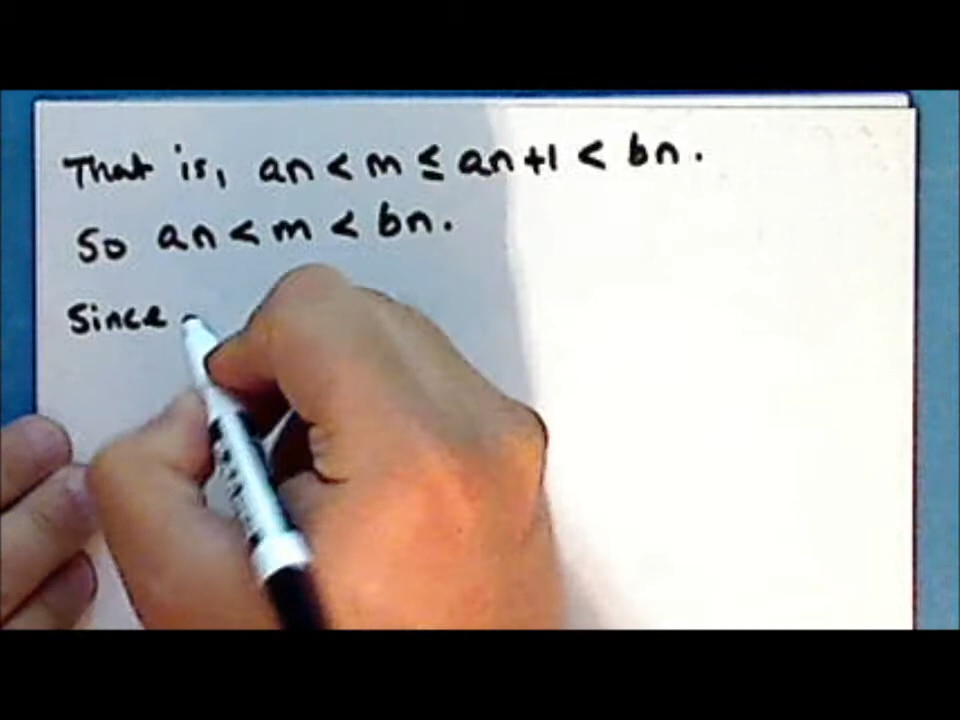 That is, an < m ≤ an +1 < bn.
So an < m < bn.
Since